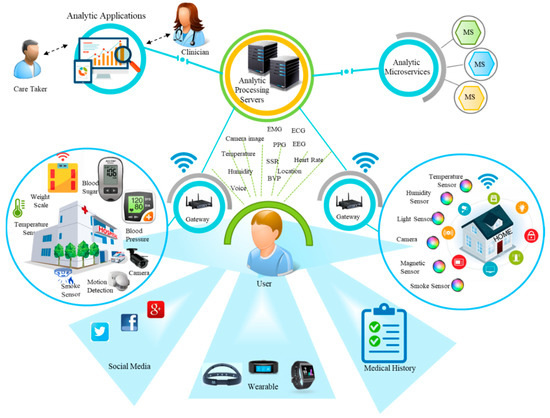 Analytic Applications
Clinician
Care Taker
Analytic
Processing
Servers
Analytic
Microservices
MS
MS
MS
EMG
ECG
Camera image
PPG
EEG
Temperature
SSR
Heart Rate
Humidity
Location
Voice
BVP
Gateway
Gateway
Weight
Scale
Blood
Sugar
105
Temperature
Sens
120
80
Blood
Pressure
Camera
Smoke
Sensor
Motion
Detection
Temperature
Sensor
Humidity
Sensor
Light Sensor
Camera
Magnetic
Sensor
Smoke Sensor
HOME
User
Social Media
Wearable
Medical History